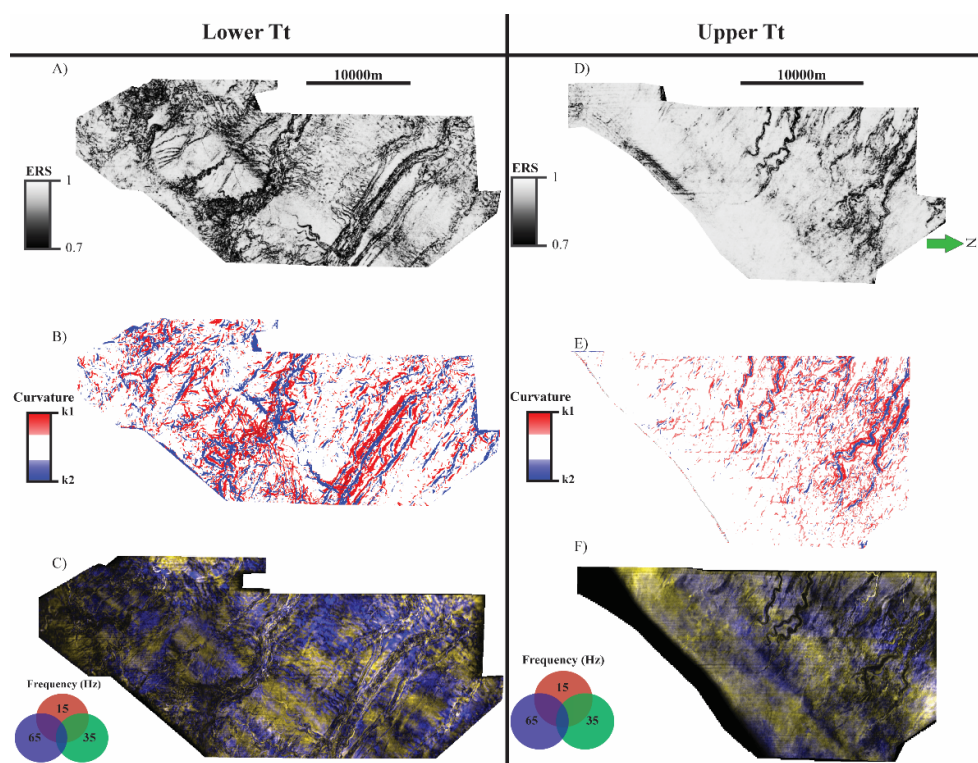 Lower Tt
Upper Tt
A)
10000m
ERS
1
0.7
B)
Curvature
k1
k2
C)
Frequency (Hz)
15
65
35
D)
10000m
ERS
1
0.7
N
E)
Curvature
k1
k2
F)
Frequency (Hz)
15
65
35